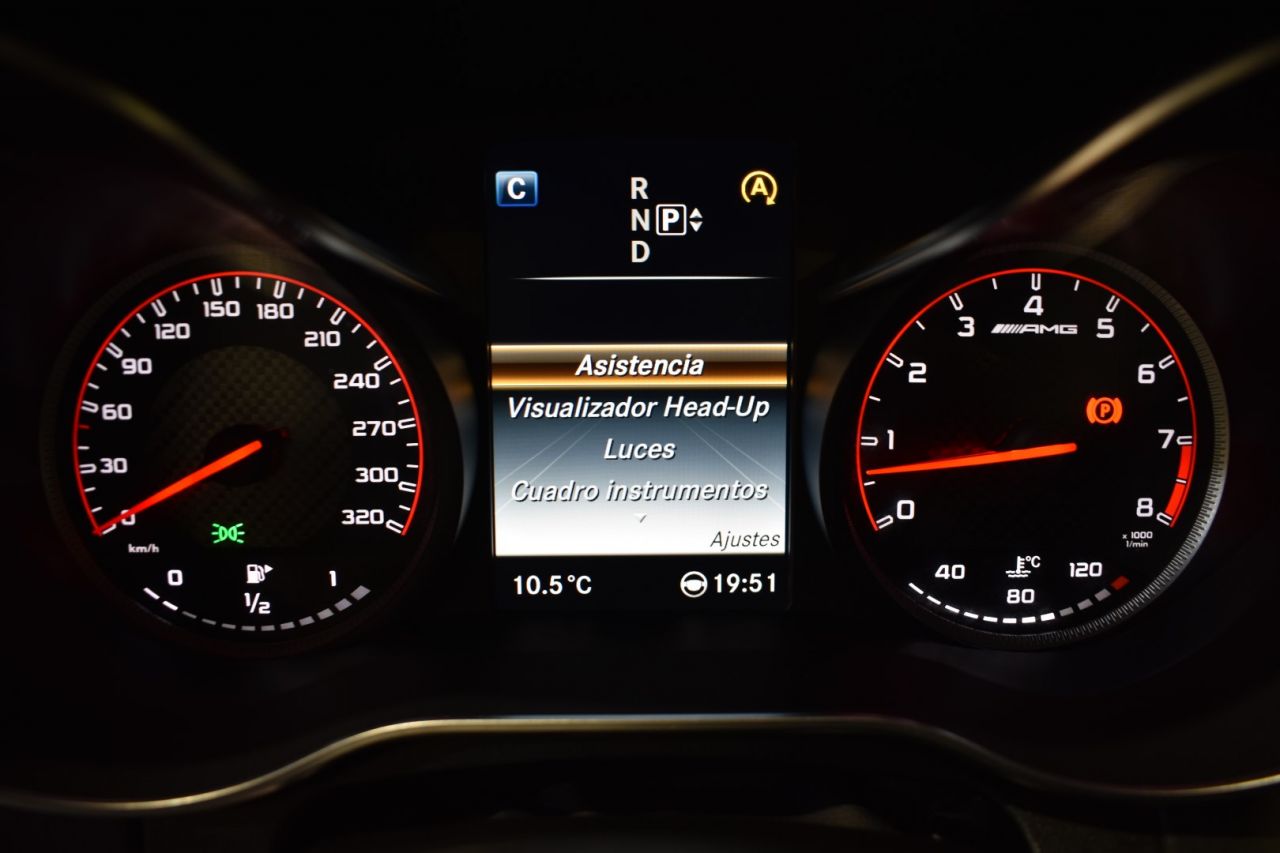 C
R
N P
D
A
Asistencia
Visualizador Head-Up
Luces
Cuadro instrumentos
Ajustes
10.5°C
19:51
0
30
60
90
120
150
180
210
240
270
300
320
km/h
0
1/2
1
0
1
2
3
4
5
6
7
8
AMG
P
x 1000
1/min
40
80
120
°C